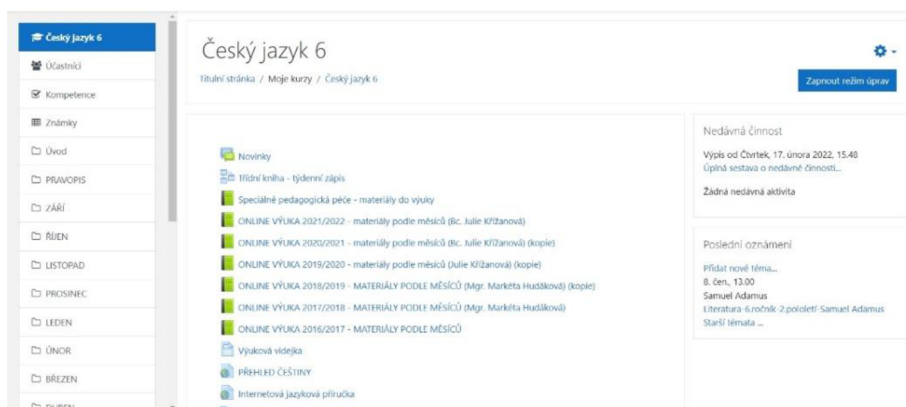 Český jazyk 6
Účastníci
Kompetence
Známky
Úvod
PRAVOPIS
ZÁŘÍ
ŘÍJEN
LISTOPAD
PROSINEC
LEDEN
ÚNOR
BŘEZEN
DUBEN
Český jazyk 6
Titulní stránka / Moje kurzy / Český jazyk 6
Zapnout režim úprav
Novinky
Třídní kniha - týdenní zápis
Speciálně pedagogická péče - materiály do výuky
ONLINE VÝUKA 2021/2022 - materiály podle měsíců (Bc. Julie Křížanová)
ONLINE VÝUKA 2020/2021 - materiály podle měsíců (Bc. Julie Křížanová) (kopie)
ONLINE VÝUKA 2019/2020 - materiály podle měsíců (Julie Křížanová) (kopie)
ONLINE VÝUKA 2018/2019 - MATERIÁLY PODLE MĚSÍCŮ (Mgr. Markéta Hudáková) (kopie)
ONLINE VÝUKA 2017/2018 - MATERIÁLY PODLE MĚSÍCŮ (Mgr. Markéta Hudáková)
ONLINE VÝUKA 2016/2017 - MATERIÁLY PODLE MĚSÍCŮ
Výuková videjka
PŘEHLED ČEŠTINY
Internetová jazyková příručka
Nedávná činnost
Výpis od Čtvrtek, 17. února 2022, 15.48
Úplná sestava o nedávné činnosti...
Žádná nedávná aktivita
Poslední oznámení
Přidat nové téma...
8. čen, 13.00
Samuel Adamus
Literatura-6.ročník-2.pololetí-Samuel Adamus
Starší témata ...